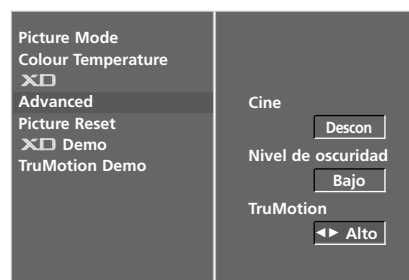 Picture Mode
Colour Temperature
XD
Advanced
Picture Reset
XD Demo
TruMotion Demo
Cine
Descon
Nivel de oscuridad
Bajo
TruMotion
◄► Alto